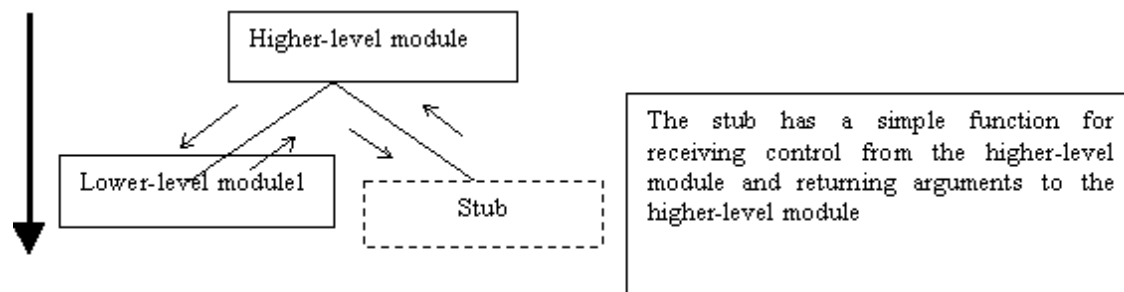 Higher-level module
Lower-level module1
Stub
The stub has a simple function for
receiving control from the higher-level
module and returning arguments to the
higher-level module